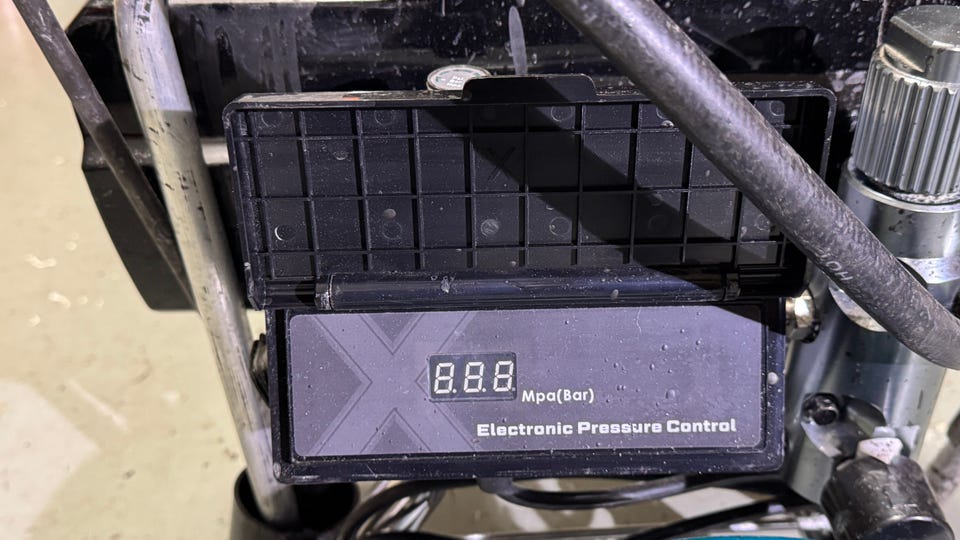 8.8.8.
Mpa(Bar)
Electronic Pressure Control